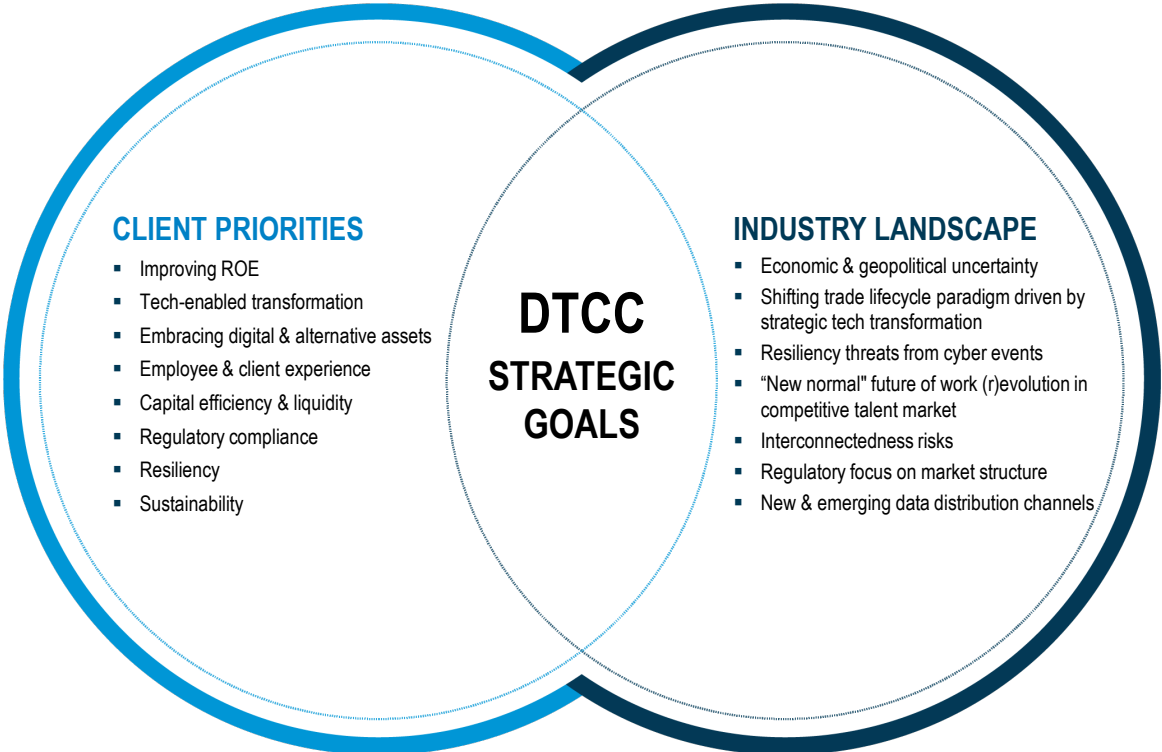 CLIENT PRIORITIES
▪ Improving ROE
▪ Tech-enabled transformation
▪ Embracing digital & alternative assets
▪ Employee & client experience
▪ Capital efficiency & liquidity
▪ Regulatory compliance
▪ Resiliency
▪ Sustainability
DTCC
STRATEGIC
GOALS
INDUSTRY LANDSCAPE
▪ Economic & geopolitical uncertainty
▪ Shifting trade lifecycle paradigm driven by
strategic tech transformation
▪ Resiliency threats from cyber events
▪ “New normal" future of work (r)evolution in
competitive talent market
▪ Interconnectedness risks
▪ Regulatory focus on market structure
▪ New & emerging data distribution channels